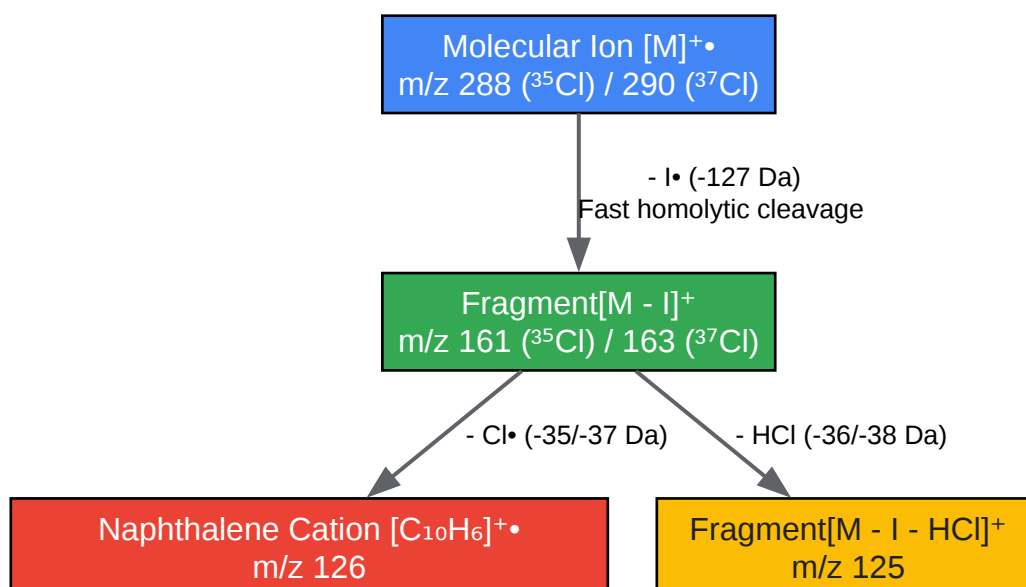 Molecular Ion [M]⁺•
m/z 288 (³⁵Cl) / 290 (³⁷Cl)
- I• (-127 Da)
Fast homolytic cleavage
Fragment[M - I]⁺
m/z 161 (³⁵Cl) / 163 (³⁷Cl)
- Cl• (-35/-37 Da)
- HCl (-36/-38 Da)
Naphthalene Cation [C₁₀H₆]⁺•
m/z 126
Fragment[M - I - HCl]⁺
m/z 125